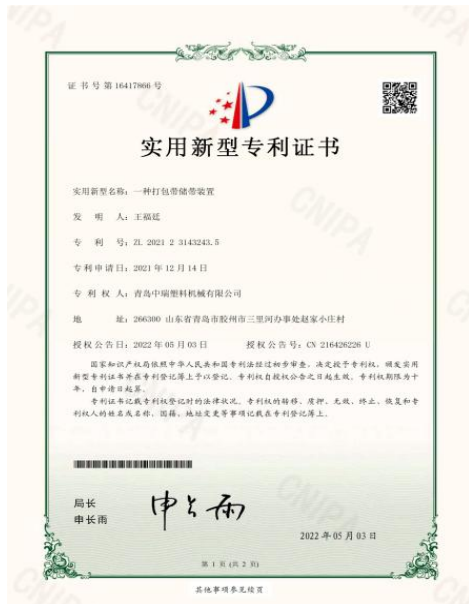 证书号第16417866号
实用新型专利证书
实用新型名称：一种打包带储带装置
发明人：王福廷
专利号：ZL 2021 2 3143243.5
专利申请日：2021年12月14日
专利权人：青岛中瑞塑料机械有限公司
地址：266300 山东省青岛市胶州市三里河办事处赵家小庄村
授权公告日：2022年05月03日 授权公告号：CN 216426226 U
国家知识产权局依照中华人民共和国专利法经过初步审查，决定授予专利权，颁发实用
新型专利证书并在专利登记簿上予以登记。专利权自授权公告之日起生效。专利权期限为十
年，自申请日起算。
专利证书记载专利权登记时的法律状况。专利权的转移、质押、无效、终止、恢复和专
利权人的姓名或名称、国籍、地址变更等事项记载在专利登记簿上。
局长
申长雨
申长雨
2022年05月03日
第 1 页 (共 2 页)
其他事项参见续页
CNIPA
CNIPA
CNIPA